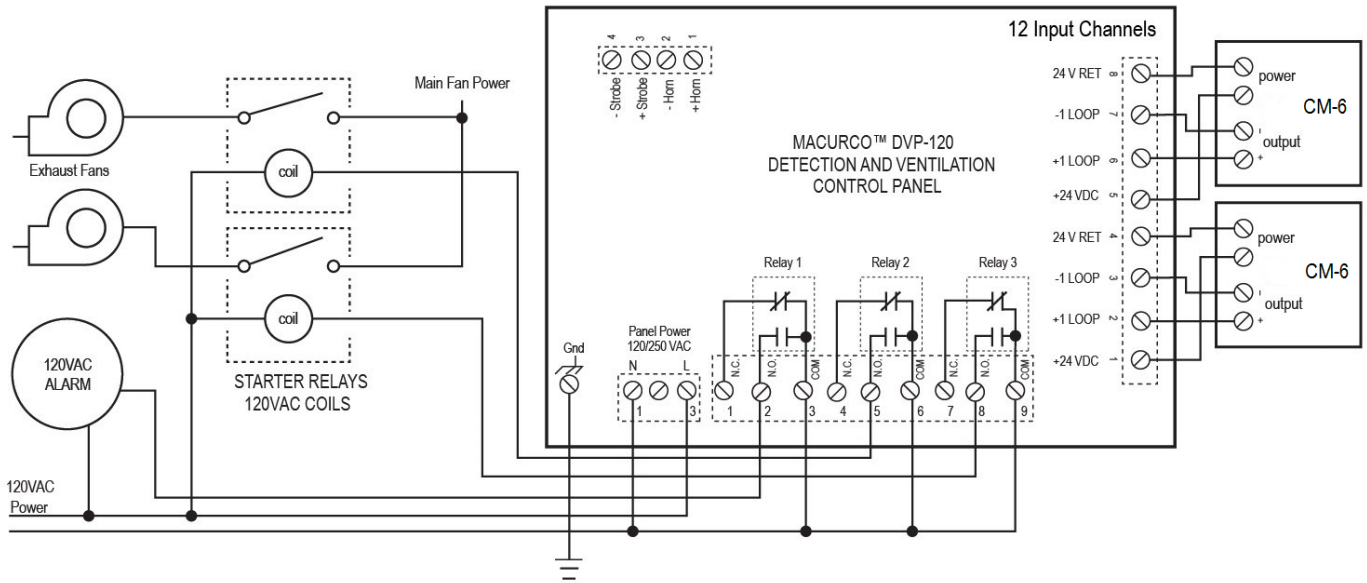 12 Input Channels
4 3 2 1
- Strobe
+ Strobe
- Horn
+ Horn
Main Fan Power
Exhaust Fans
coil
coil
STARTER RELAYS
120VAC COILS
120VAC
ALARM
120VAC
Power
MACURCO™ DVP-120
DETECTION AND VENTILATION
CONTROL PANEL
24 V RET 8
-1 LOOP 7
+1 LOOP 6
+24 VDC 5
24 V RET 4
-1 LOOP 3
+1 LOOP 2
+24 VDC 1
power
CM-6
-
output
+
power
CM-6
-
output
+
Relay 1
Relay 2
Relay 3
Gnd
Panel Power
120/250 VAC
N L
1 3
N.C. N.O. COM N.C. N.O. COM N.C. N.O. COM
1 2 3 4 5 6 7 8 9